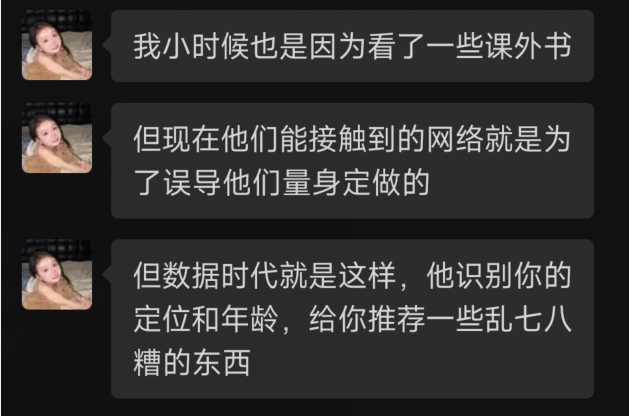 我小时候也是因为看了一些课外书
但现在他们能接触到的网络就是为
了误导他们量身定做的
但数据时代就是这样，他识别你的
定位和年龄，给你推荐一些乱七八
糟的东西